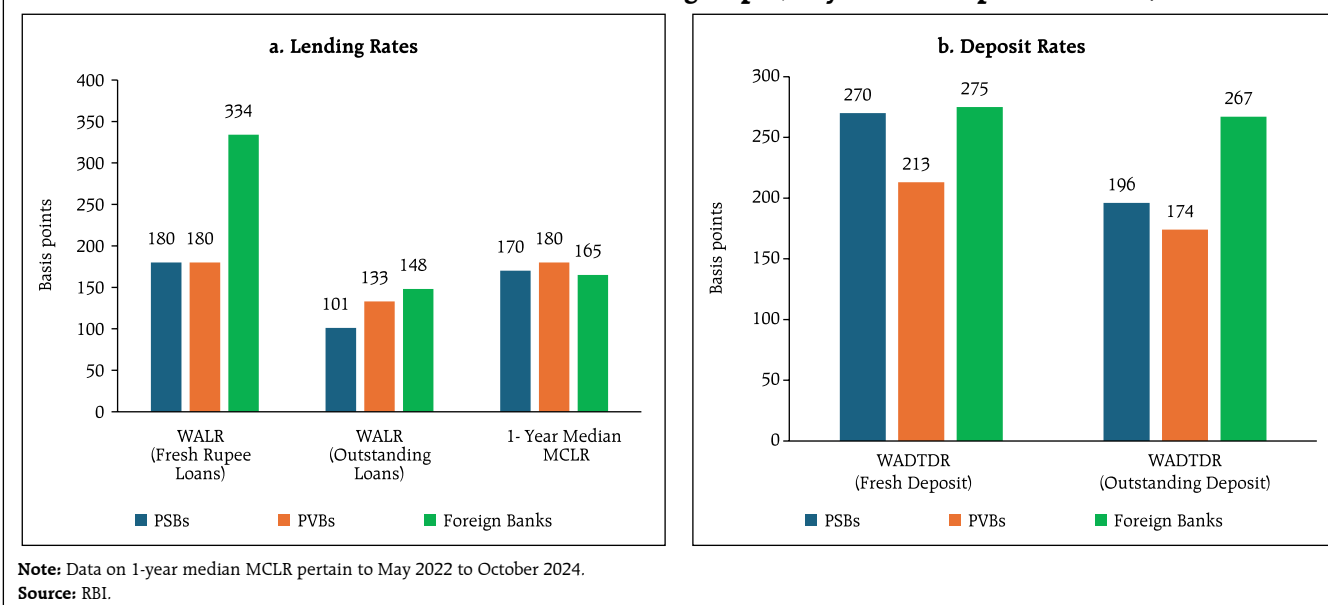 a. Lending Rates
400
350
300
250
200
150
100
50
0
Basis points
180 180 334
101 133 148
170 180 165
WALR
(Fresh Rupee
Loans)
WALR
(Outstanding
Loans)
1- Year Median
MCLR
PSBs PVBs Foreign Banks
b. Deposit Rates
300
250
200
150
100
50
0
Basis points
270 213 275
196 174 267
WADTDR
(Fresh Deposit)
WADTDR
(Outstanding Deposit)
PSBs PVBs Foreign Banks
Note: Data on 1-year median MCLR pertain to May 2022 to October 2024.
Source: RBI.